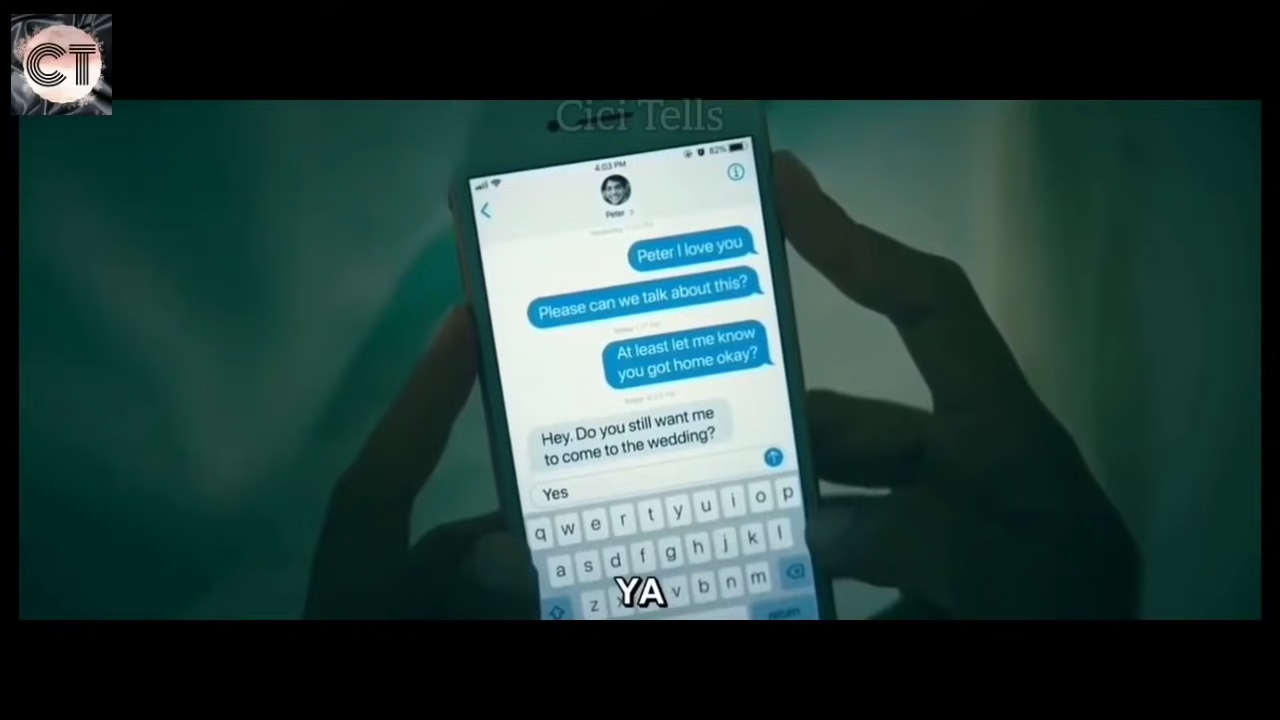 CT
Cici Tells
4:03 PM
82%
Peter
Peter I love you
Please can we talk about this?
At least let me know
you got home okay?
Hey. Do you still want me
to come to the wedding?
Yes
q w e r t y u i o p
a s d f g h j k l
z v b n m
return
YA